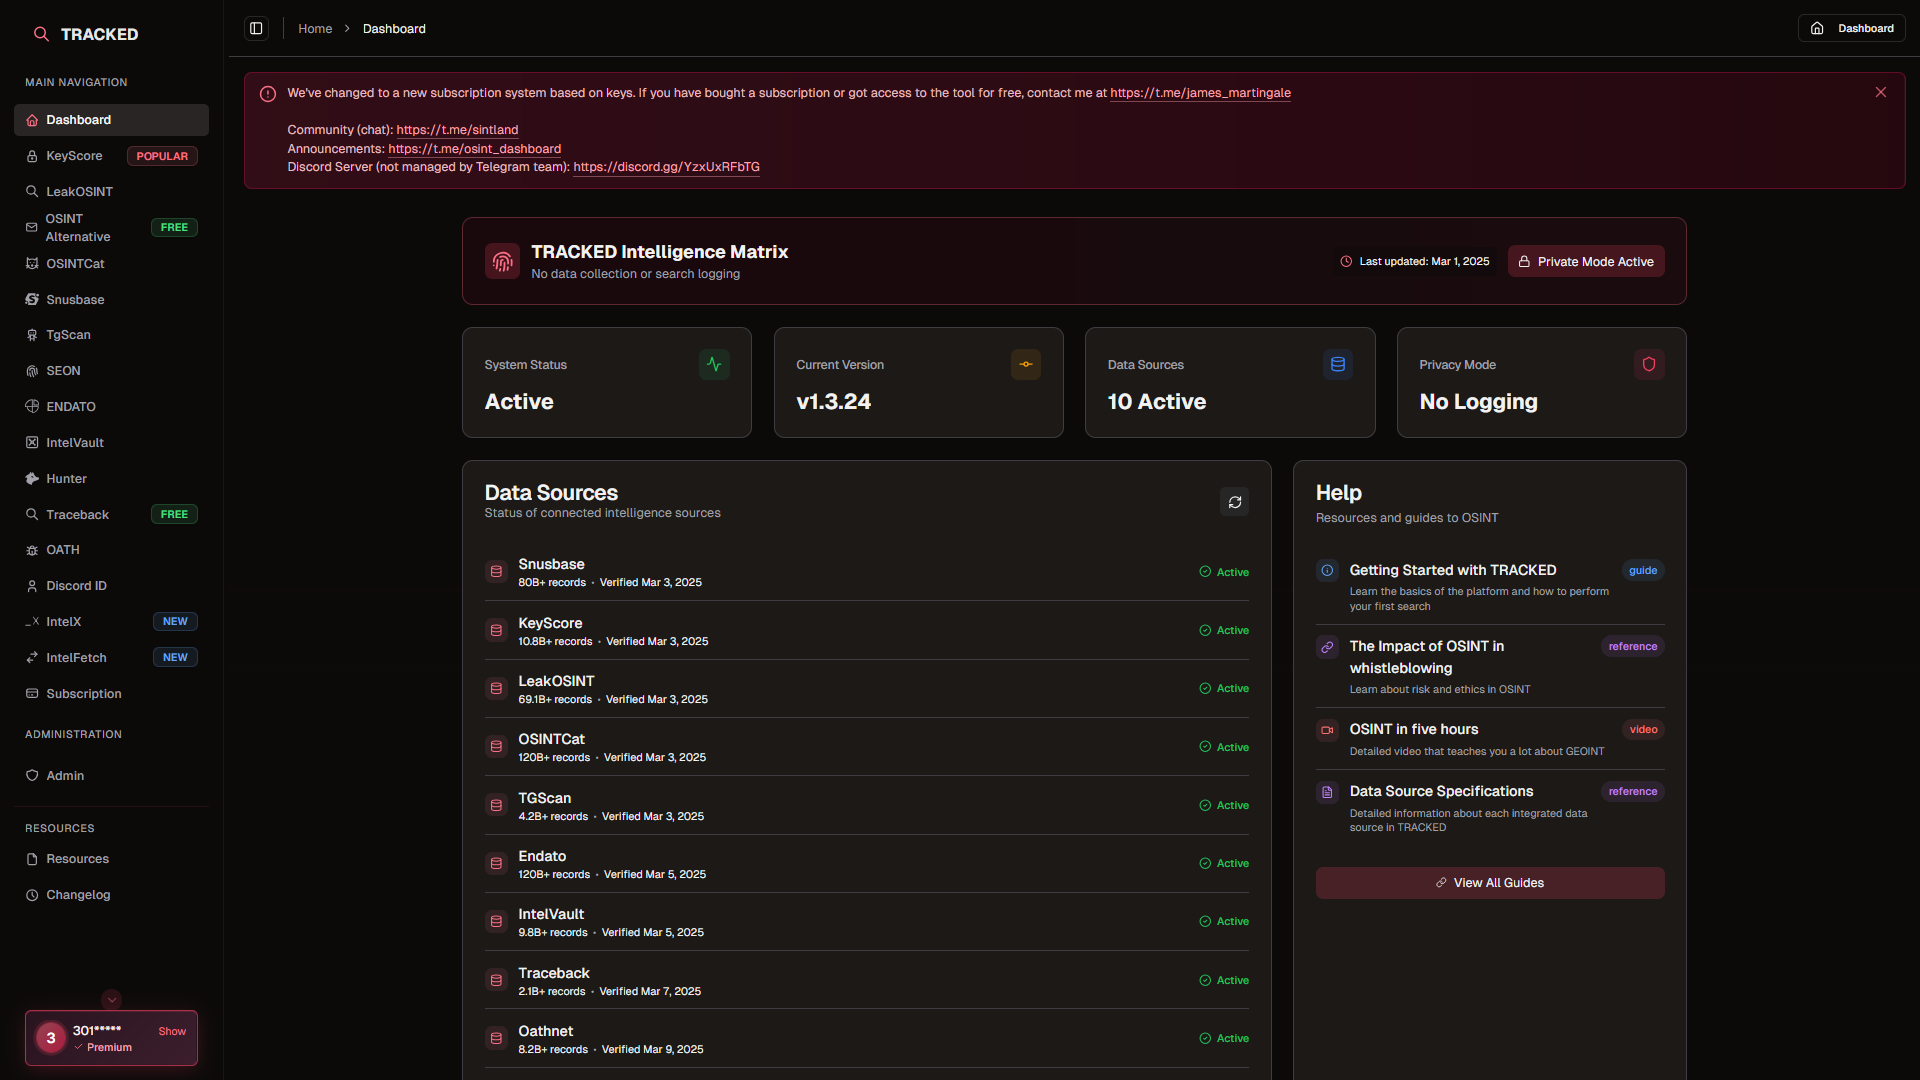 TRACKED
MAIN NAVIGATION
Dashboard
KeyScore
POPULAR
LeakOSINT
OSINT
Alternative
FREE
OSINTCat
Snusbase
TgScan
SEON
ENDATO
IntelVault
Hunter
Traceback
FREE
OATH
Discord ID
IntelX
NEW
IntelFetch
NEW
Subscription
ADMINISTRATION
Admin
RESOURCES
Resources
Changelog
3
301*****
Premium
Show
Home
Dashboard
Dashboard
We've changed to a new subscription system based on keys. If you have bought a subscription or got access to the tool for free, contact me at https://t.me/james_martingale
Community (chat): https://t.me/sintland
Announcements: https://t.me/osint_dashboard
Discord Server (not managed by Telegram team): https://discord.gg/YzxUxRFbTG
TRACKED Intelligence Matrix
No data collection or search logging
Last updated: Mar 1, 2025
Private Mode Active
System Status
Active
Current Version
v1.3.24
Data Sources
10 Active
Privacy Mode
No Logging
Data Sources
Status of connected intelligence sources
Snusbase
80B+ records • Verified Mar 3, 2025
Active
KeyScore
10.8B+ records • Verified Mar 3, 2025
Active
LeakOSINT
69.1B+ records • Verified Mar 3, 2025
Active
OSINTCat
120B+ records • Verified Mar 3, 2025
Active
TGScan
4.2B+ records • Verified Mar 3, 2025
Active
Endato
120B+ records • Verified Mar 5, 2025
Active
IntelVault
9.8B+ records • Verified Mar 5, 2025
Active
Traceback
2.1B+ records • Verified Mar 7, 2025
Active
Oathnet
8.2B+ records • Verified Mar 9, 2025
Active
Help
Resources and guides to OSINT
Getting Started with TRACKED
guide
Learn the basics of the platform and how to perform
your first search
The Impact of OSINT in
whistleblowing
reference
Learn about risk and ethics in OSINT
OSINT in five hours
video
Detailed video that teaches you a lot about GEOINT
Data Source Specifications
reference
Detailed information about each integrated data
source in TRACKED
View All Guides